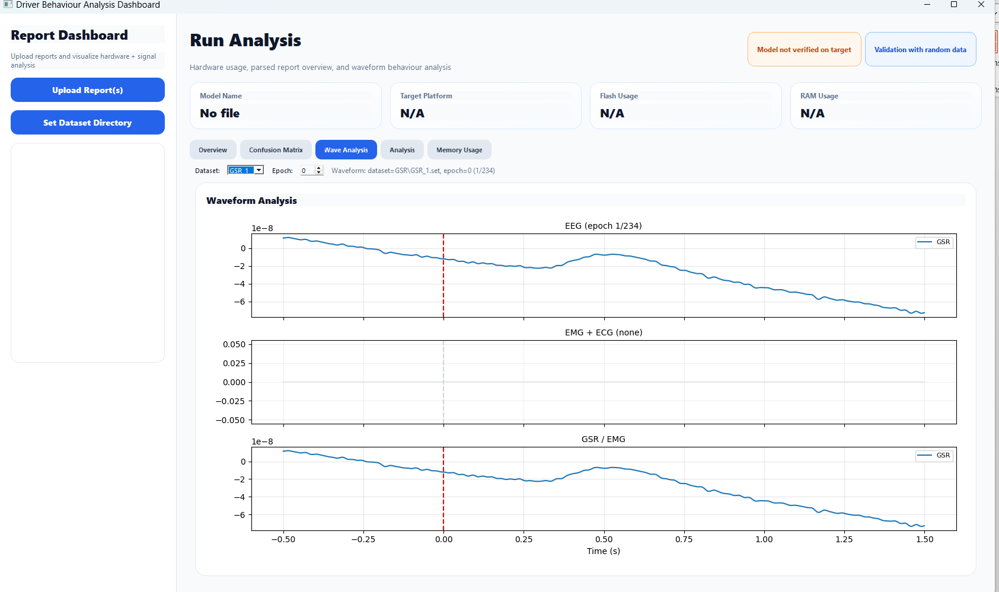 Driver Behaviour Analysis Dashboard
Report Dashboard
Upload reports and visualize hardware + signal
analysis
Upload Report(s)
Set Dataset Directory
Run Analysis
Hardware usage, parsed report overview, and waveform behaviour analysis
Model not verified on target
Validation with random data
Model Name
No file
Target Platform
N/A
Flash Usage
N/A
RAM Usage
N/A
Overview
Confusion Matrix
Wave Analysis
Analysis
Memory Usage
Dataset: GSR_1 Epoch: 0 Waveform: dataset=GSR\GSR_1.set, epoch=0 (1/234)
Waveform Analysis
1e−8
EEG (epoch 1/234)
GSR
0
−2
−4
−6
EMG + ECG (none)
0.050
0.025
0.000
−0.025
−0.050
1e−8
GSR / EMG
GSR
0
−2
−4
−6
−0.50 −0.25 0.00 0.25 0.50 0.75 1.00 1.25 1.50
Time (s)